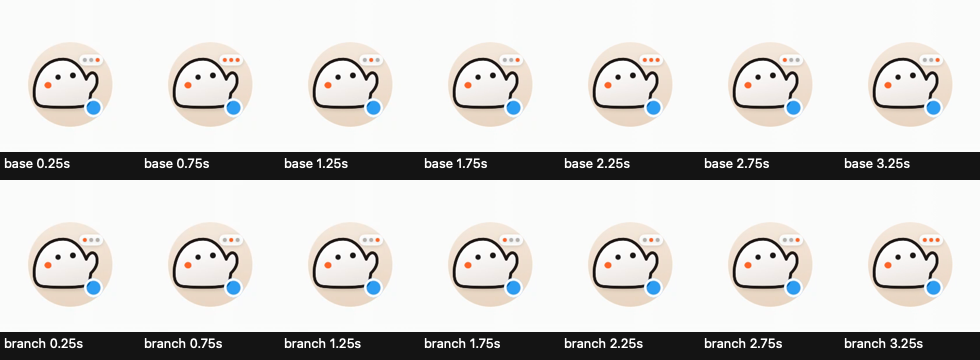 base 0.25s
base 0.75s
base 1.25s
base 1.75s
base 2.25s
base 2.75s
base 3.25s
branch 0.25s
branch 0.75s
branch 1.25s
branch 1.75s
branch 2.25s
branch 2.75s
branch 3.25s